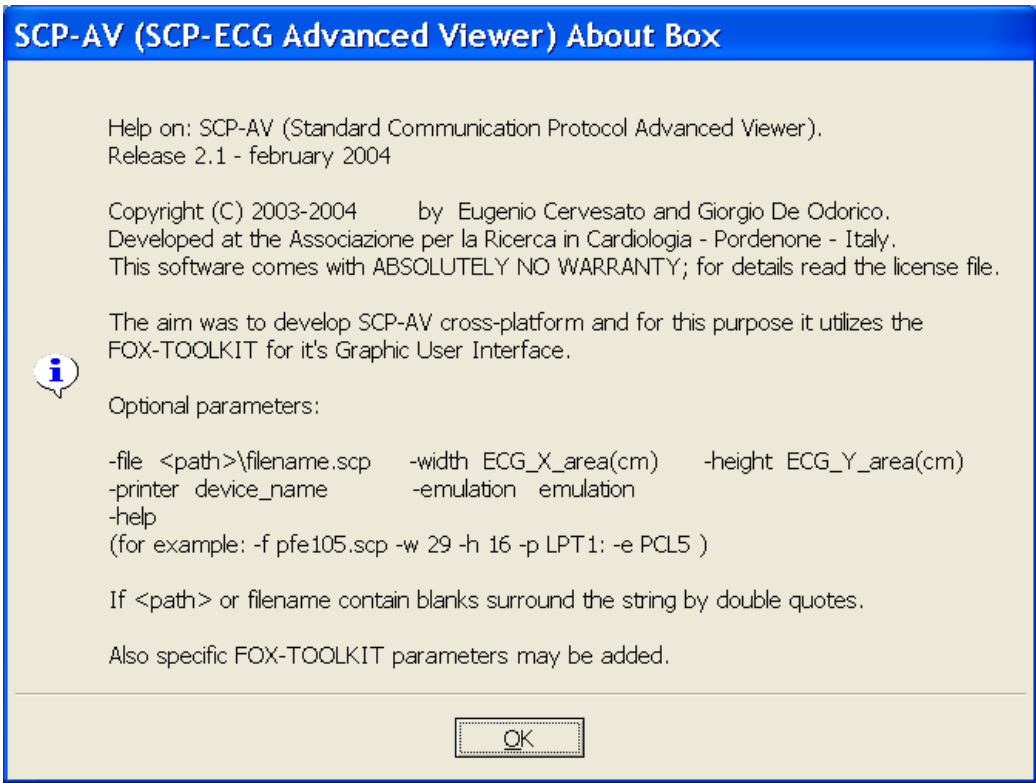 SCP-AV (SCP-ECG Advanced Viewer) About Box
Help on: SCP-AV (Standard Communication Protocol Advanced Viewer).
Release 2.1 - february 2004
Copyright (C) 2003-2004 by Eugenio Cervesato and Giorgio De Odorico.
Developed at the Associazione per la Ricerca in Cardiologia - Pordenone - Italy.
This software comes with ABSOLUTELY NO WARRANTY; for details read the license file.
The aim was to develop SCP-AV cross-platform and for this purpose it utilizes the
FOX-TOOLKIT for it's Graphic User Interface.
Optional parameters:
-file <path>\filename.scp -width ECG_X_area(cm) -height ECG_Y_area(cm)
-printer device_name -emulation emulation
-help
(for example: -f pfe105.scp -w 29 -h 16 -p LPT1: -e PCL5 )
If <path> or filename contain blanks surround the string by double quotes.
Also specific FOX-TOOLKIT parameters may be added.
OK